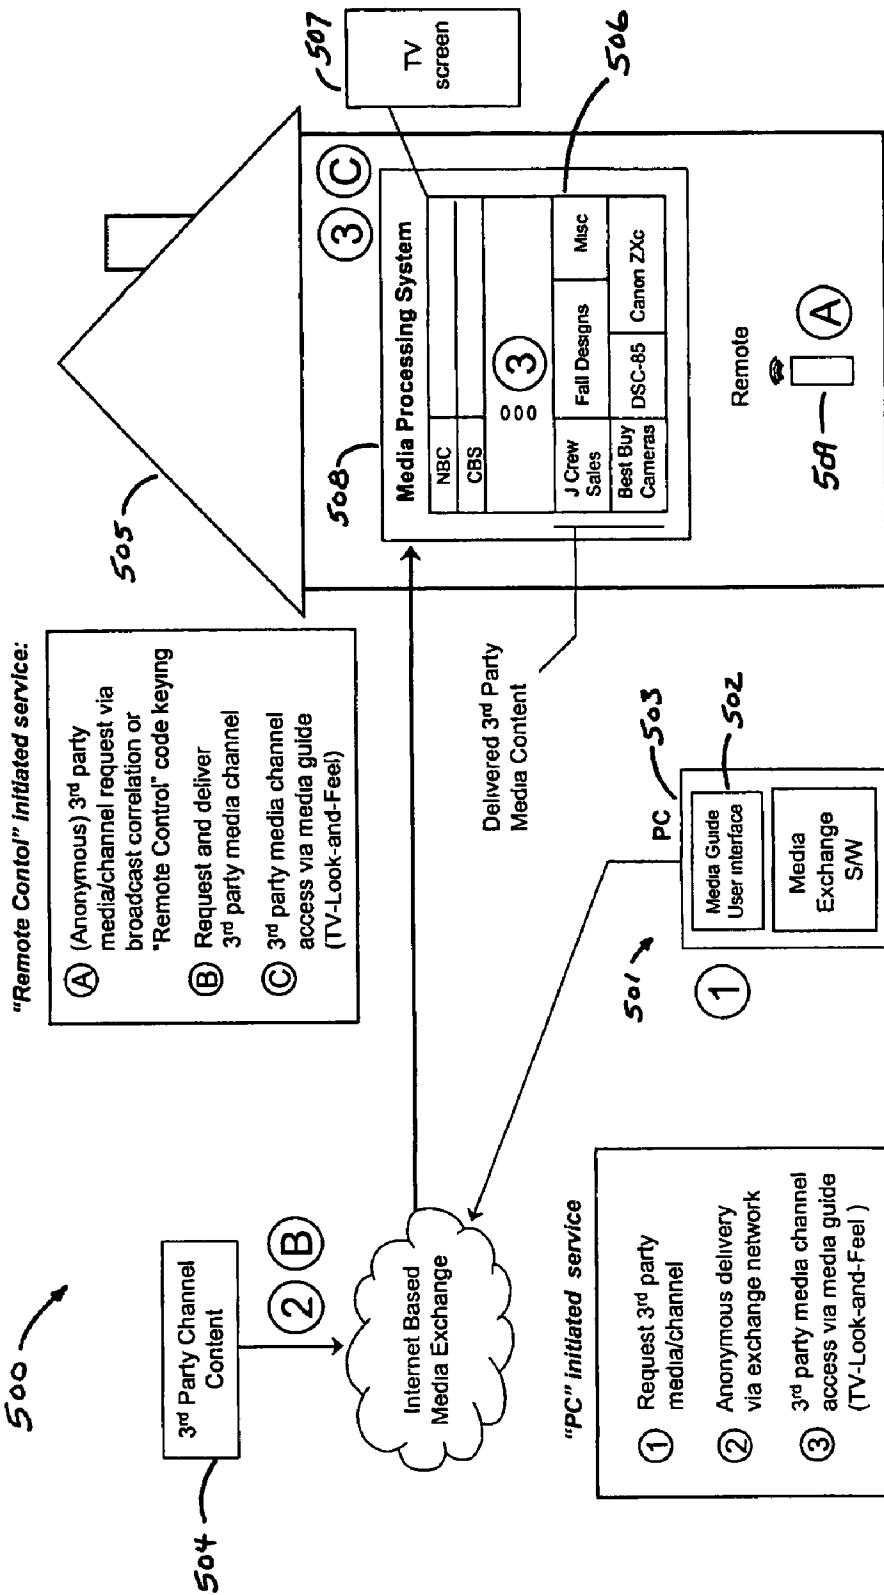 500
504
3rd Party Channel
Content
2 B
Internet Based
Media Exchange
"PC" initiated service
1 Request 3rd party
media/channel
2 Anonymous delivery
via exchange network
3 3rd party media channel
access via media guide
(TV-Look-and-Feel )
"Remote Contol" initiated service:
A (Anonymous) 3rd party
media/channel request via
broadcast correlation or
"Remote Control" code keying
B Request and deliver
3rd party media channel
C 3rd party media channel
access via media guide
(TV-Look-and-Feel)
Delivered 3rd Party
Media Content
501
1
PC
503
502
Media Guide
User interface
Media
Exchange
S/W
505
508
3 C
Media Processing System
NBC
CBS
000
3
J Crew
Sales
Fall Designs
Misc
Best Buy
Cameras
DSC-85
Canon ZXc
507
TV
screen
506
Remote
509
A